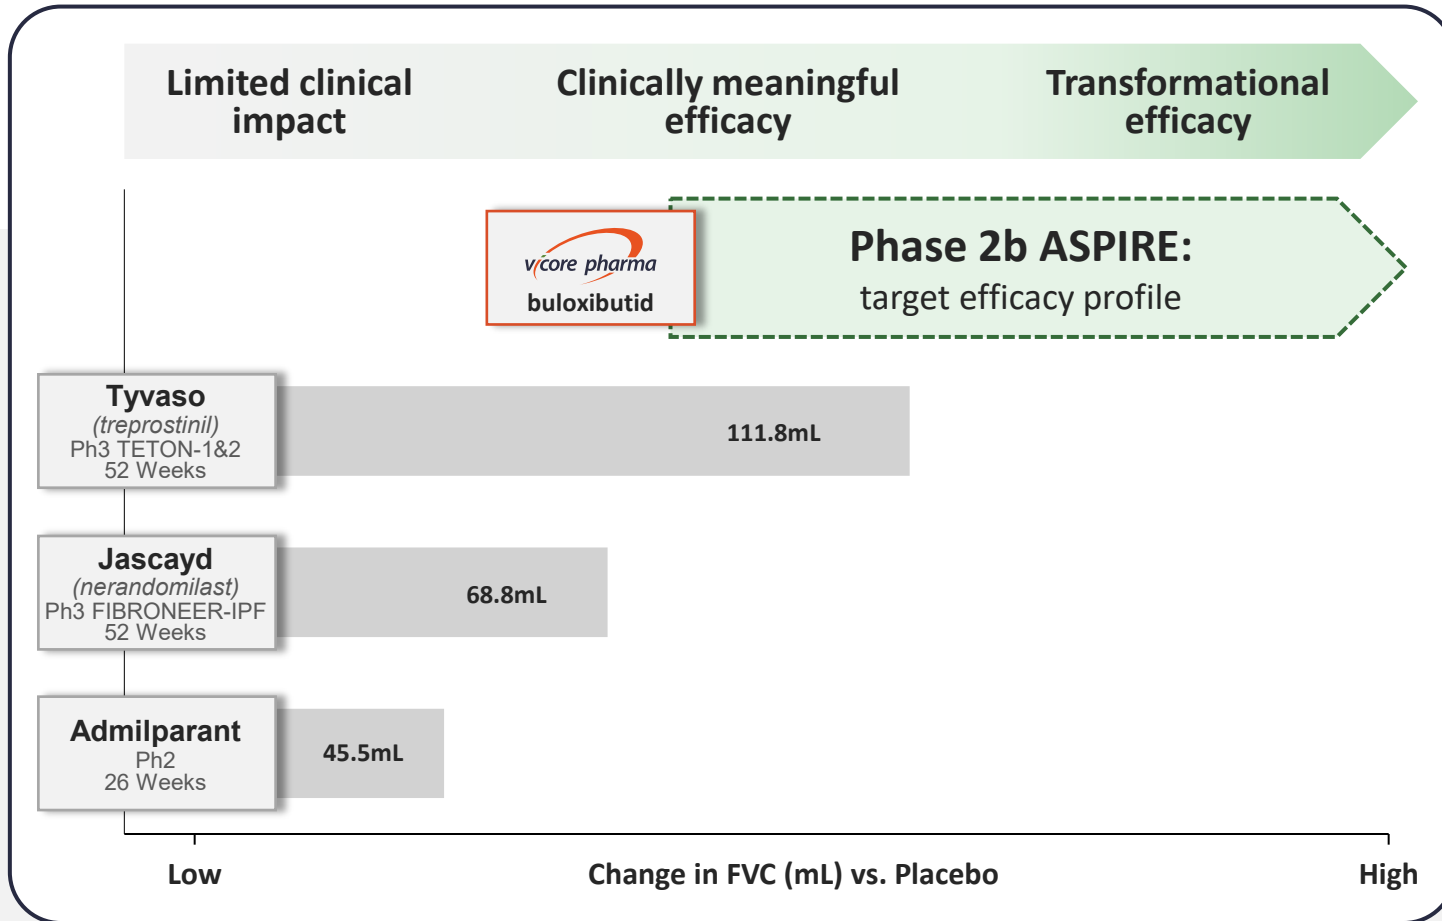 Limited clinical
impact
Clinically meaningful
efficacy
Transformational
efficacy
vicore pharma
buloxibutid
Phase 2b ASPIRE:
target efficacy profile
Tyvaso
(treprostinil)
Ph3 TETON-1&2
52 Weeks
111.8mL
Jascayd
(nerandomilast)
Ph3 FIBRONEER-IPF
52 Weeks
68.8mL
Admilparant
Ph2
26 Weeks
45.5mL
Low
Change in FVC (mL) vs. Placebo
High